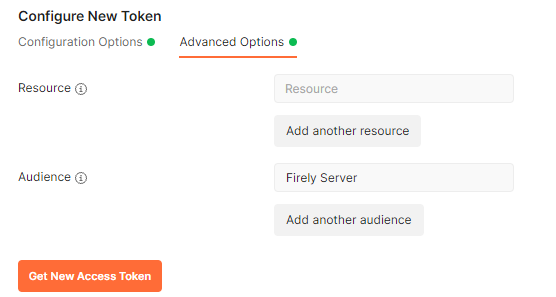 Configure New Token
Configuration Options
Advanced Options
Resource
Resource
Add another resource
Audience
Firely Server
Add another audience
Get New Access Token